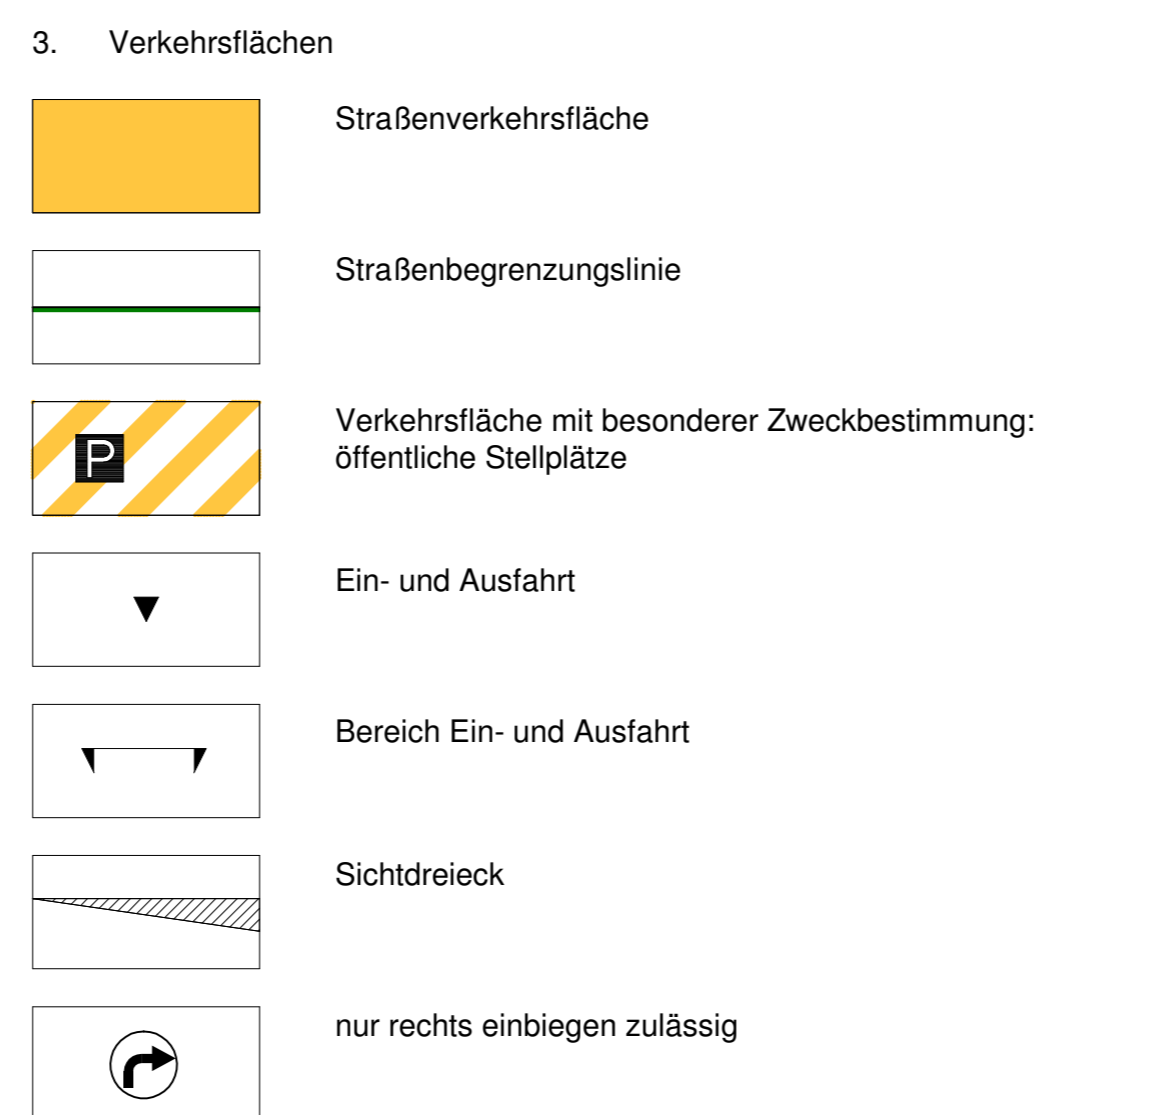 3. Verkehrsflächen
Straßenverkehrsfläche
Straßenbegrenzungslinie
P
Verkehrsfläche mit besonderer Zweckbestimmung:
öffentliche Stellplätze
Ein- und Ausfahrt
Bereich Ein- und Ausfahrt
Sichtdreieck
nur rechts einbiegen zulässig